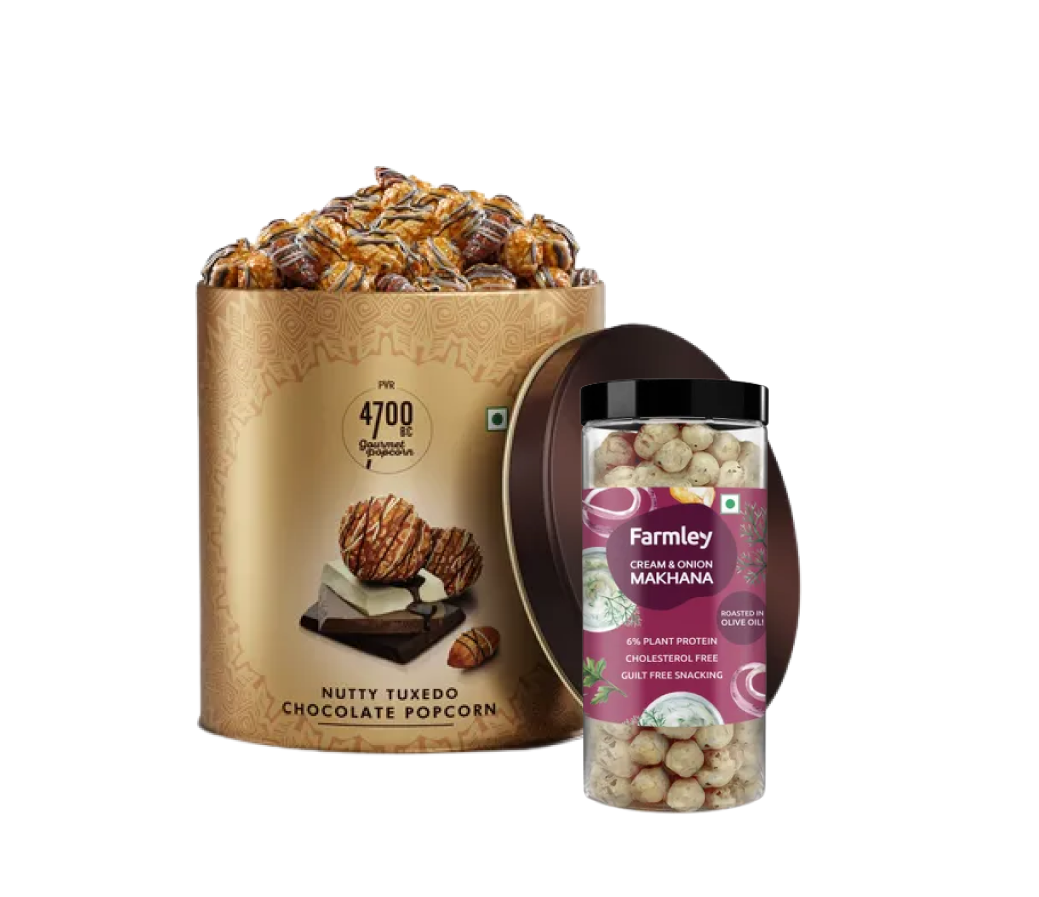 PVR
4700
BC
Gourmet
Popcorn
NUTTY TUXEDO
CHOCOLATE POPCORN
Farmley
CREAM & ONION
MAKHANA
ROASTED IN
OLIVE OIL!
6% PLANT PROTEIN
CHOLESTEROL FREE
GUILT FREE SNACKING